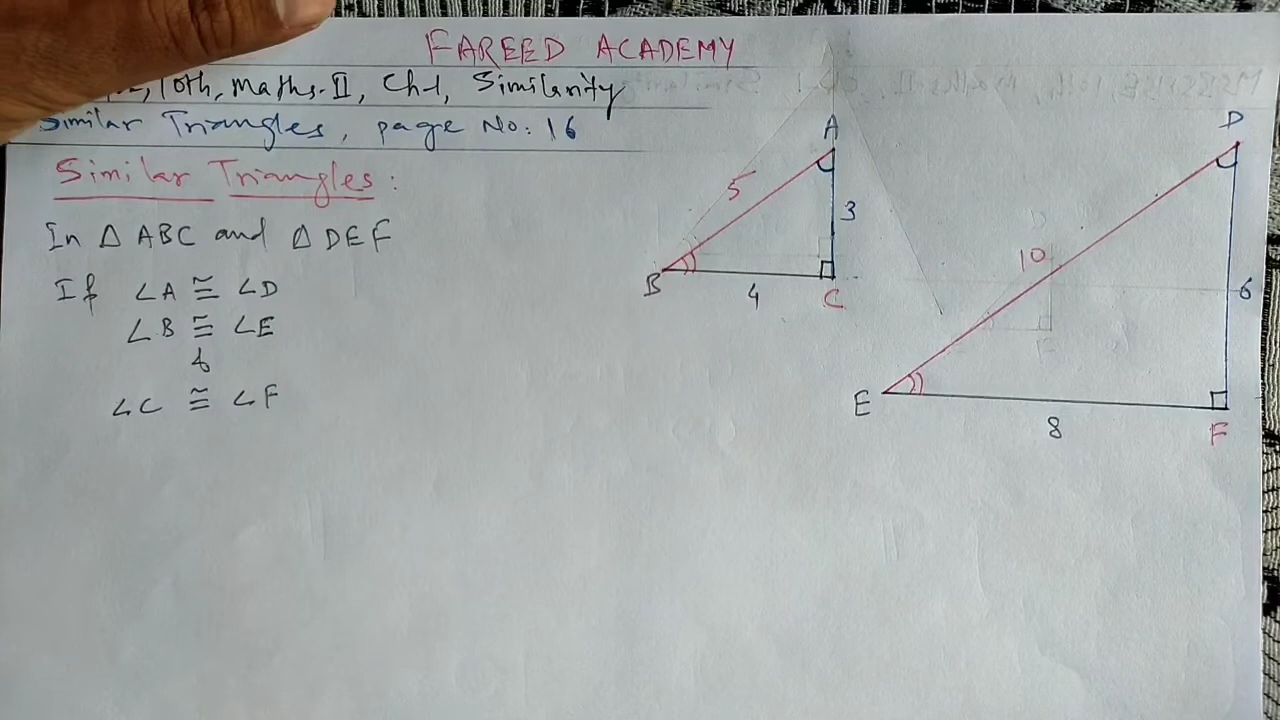 FAREED ACADEMY
10th, Maths-II, Ch-1, Similarity
Similar Triangles, page No: 16
Similar Triangles:
In △ ABC and △ DEF
If ∠A ≅ ∠D
∠B ≅ ∠E
&
∠C ≅ ∠F
A
5
3
B
4
C
D
10
6
E
8
F